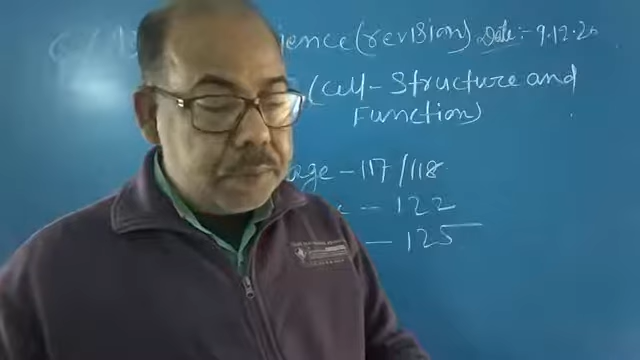 ience (revision) Date:- 9.12.20
(cell- Structure and
Function)
age - 117/118
- 122
- 125